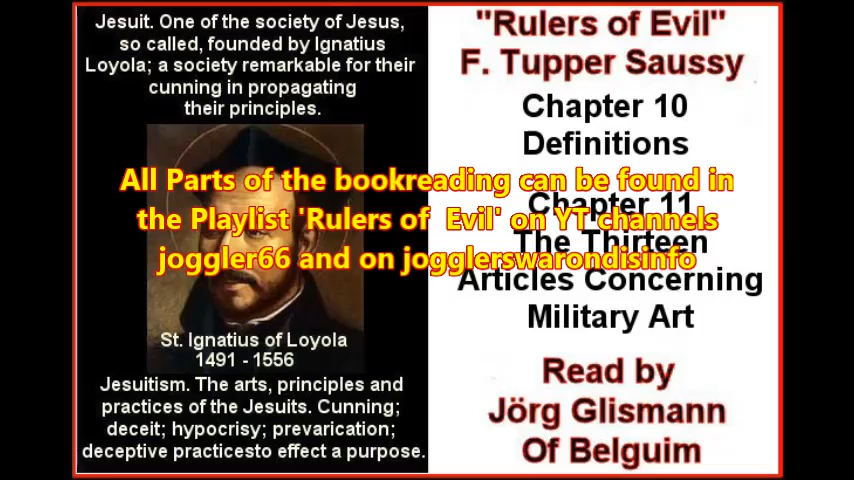 Jesuit. One of the society of Jesus,
so called, founded by Ignatius
Loyola; a society remarkable for their
cunning in propagating
their principles.
St. Ignatius of Loyola
1491 - 1556
Jesuitism. The arts, principles and
practices of the Jesuits. Cunning;
deceit; hypocrisy; prevarication;
deceptive practicesto effect a purpose.
"Rulers of Evil"
F. Tupper Saussy
Chapter 10
Definitions
Chapter 11
The Thirteen
Articles Concerning
Military Art
Read by
Jörg Glismann
Of Belguim
All Parts of the bookreading can be found in
the Playlist 'Rulers of Evil' on YT channels
joggler66 and on jogglerswarondisinfo